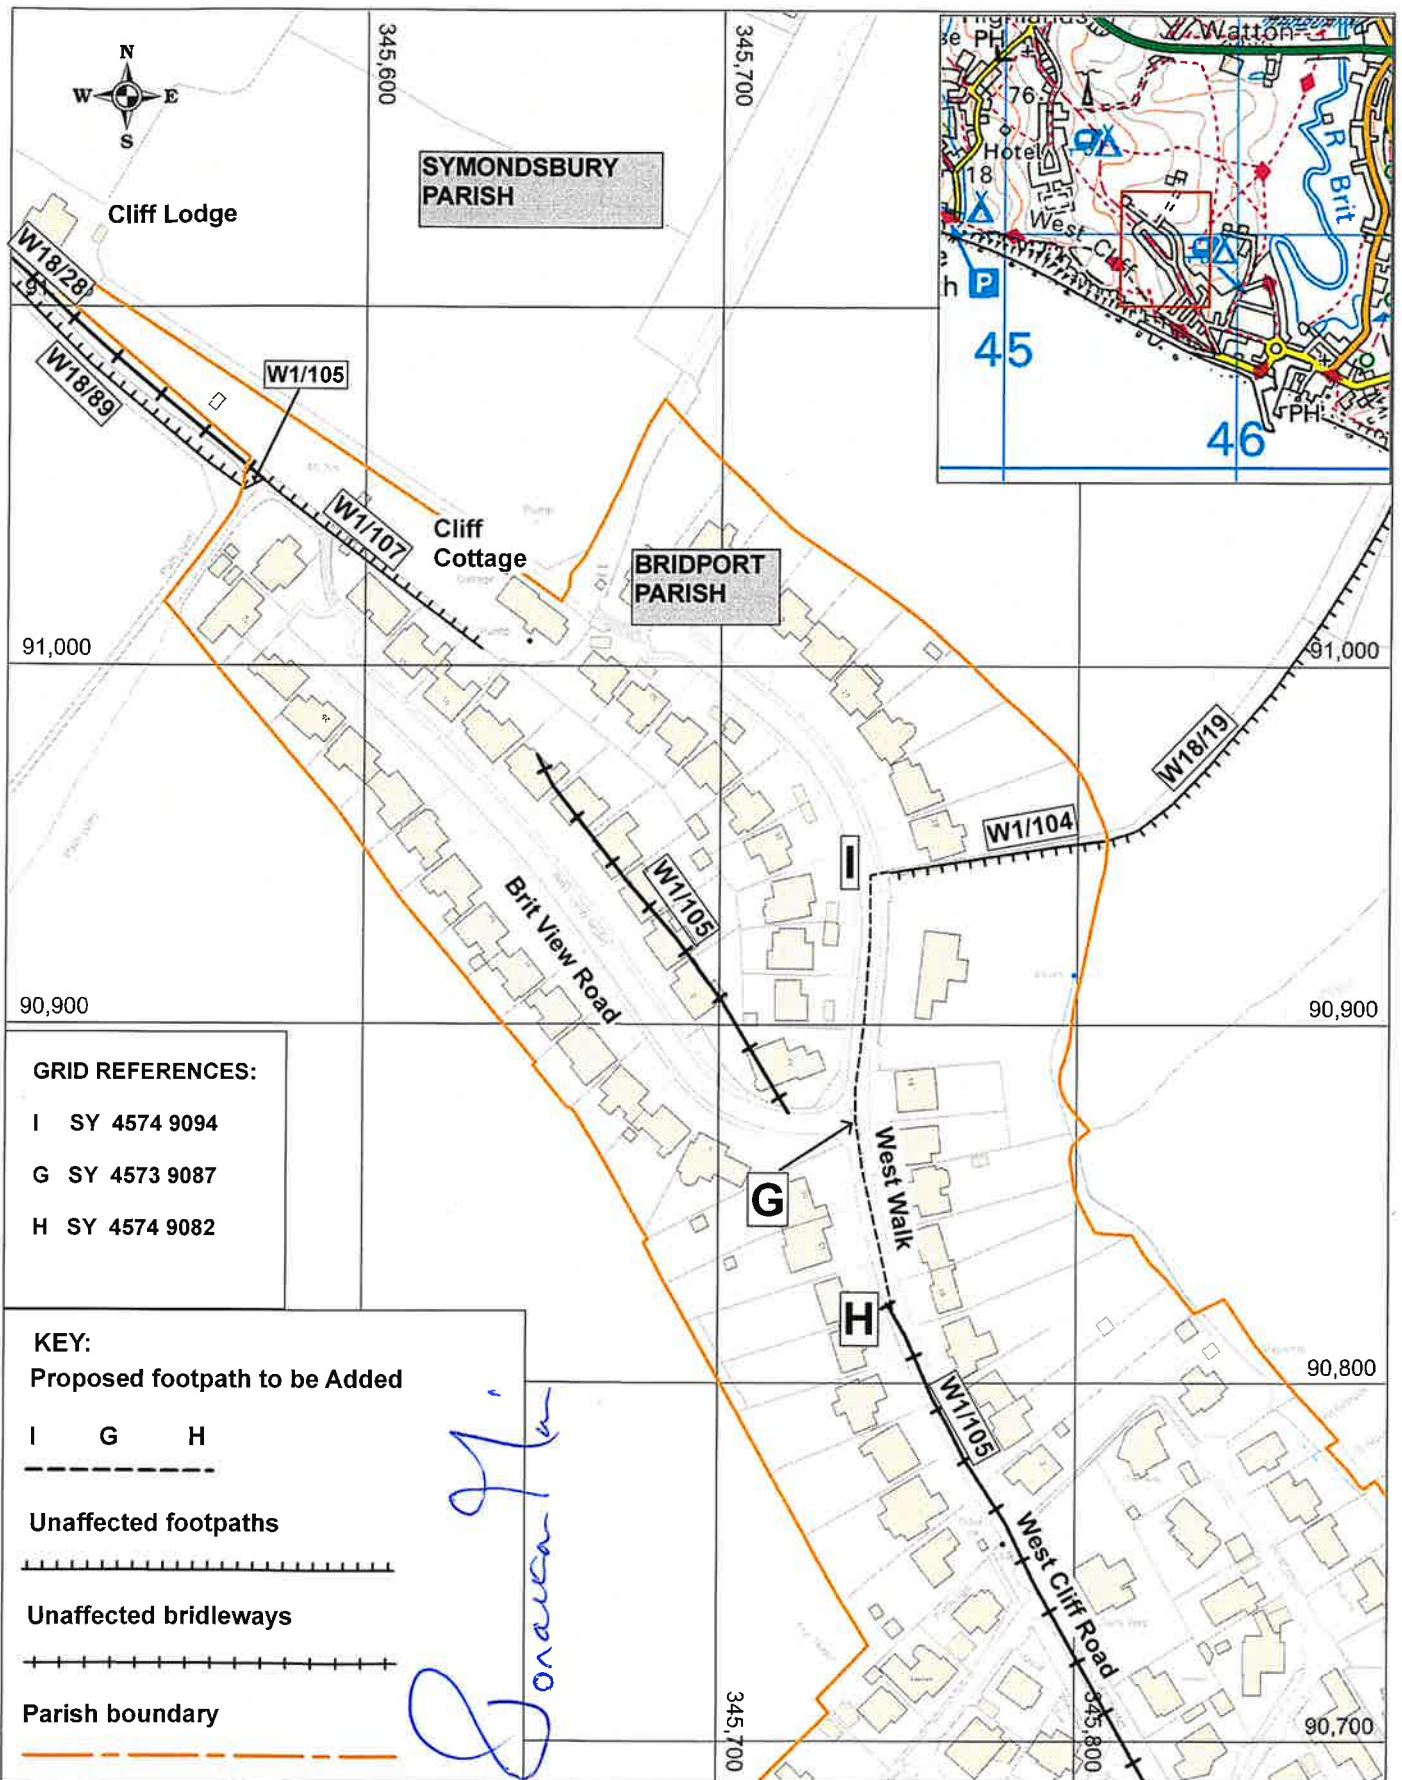 N
W E
S
345,600
345,700
SYMONDSBURY
PARISH
Cliff Lodge
W18/28
W18/89
W1/105
W1/107
Cliff
Cottage
BRIDPORT
PARISH
91,000
91,000
W18/19
W1/104
I
W1/105
Brit View Road
90,900
90,900
G
West Walk
H
90,800
W1/105
West Cliff Road
345,700
345,800
90,700
Watton
PH
76
Hotel
18
West Cliff
R Brit
P
45
46
PH
GRID REFERENCES:
I SY 4574 9094
G SY 4573 9087
H SY 4574 9082
KEY:
Proposed footpath to be Added
I G H
Unaffected footpaths
Unaffected bridleways
Parish boundary